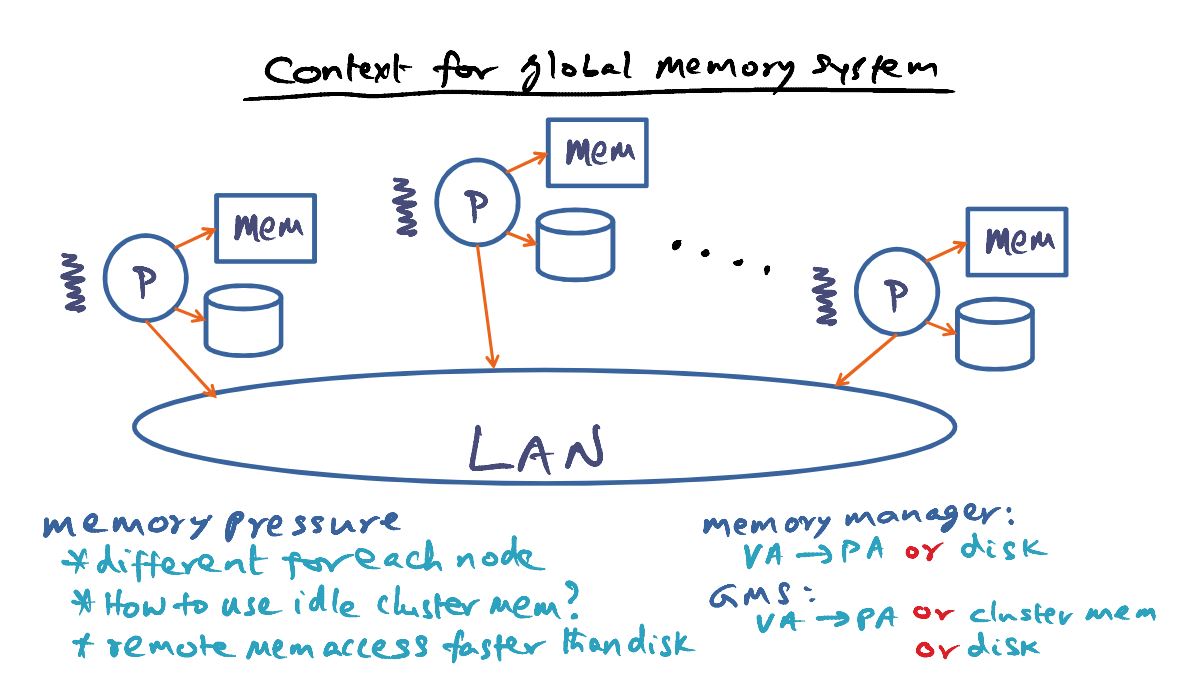 Context for global memory system
mem
P
mem
P
mem
P
LAN
memory pressure
* different for each node
* How to use idle cluster mem?
* remote mem access faster than disk
memory manager:
VA → PA or disk
GMS:
VA → PA or cluster mem
or disk